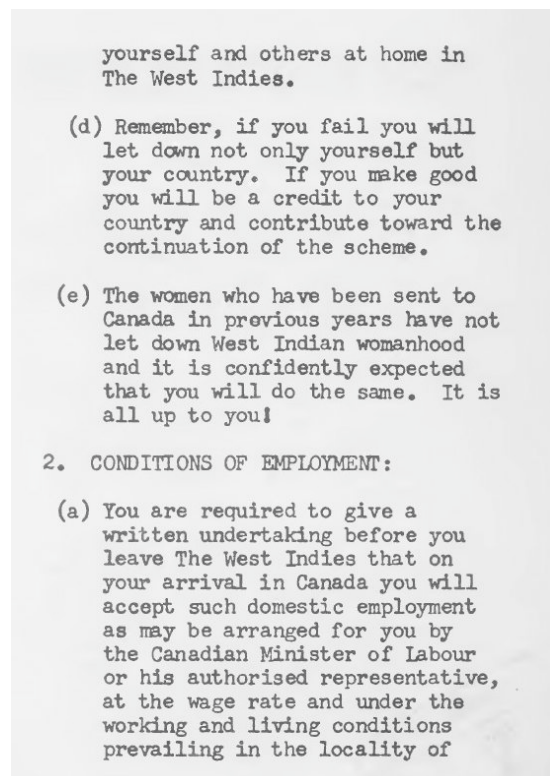 yourself and others at home in
The West Indies.
(d) Remember, if you fail you will
let down not only yourself but
your country. If you make good
you will be a credit to your
country and contribute toward the
continuation of the scheme.
(e) The women who have been sent to
Canada in previous years have not
let down West Indian womanhood
and it is confidently expected
that you will do the same. It is
all up to you!
2. CONDITIONS OF EMPLOYMENT:
(a) You are required to give a
written undertaking before you
leave The West Indies that on
your arrival in Canada you will
accept such domestic employment
as may be arranged for you by
the Canadian Minister of Labour
or his authorised representative,
at the wage rate and under the
working and living conditions
prevailing in the locality of